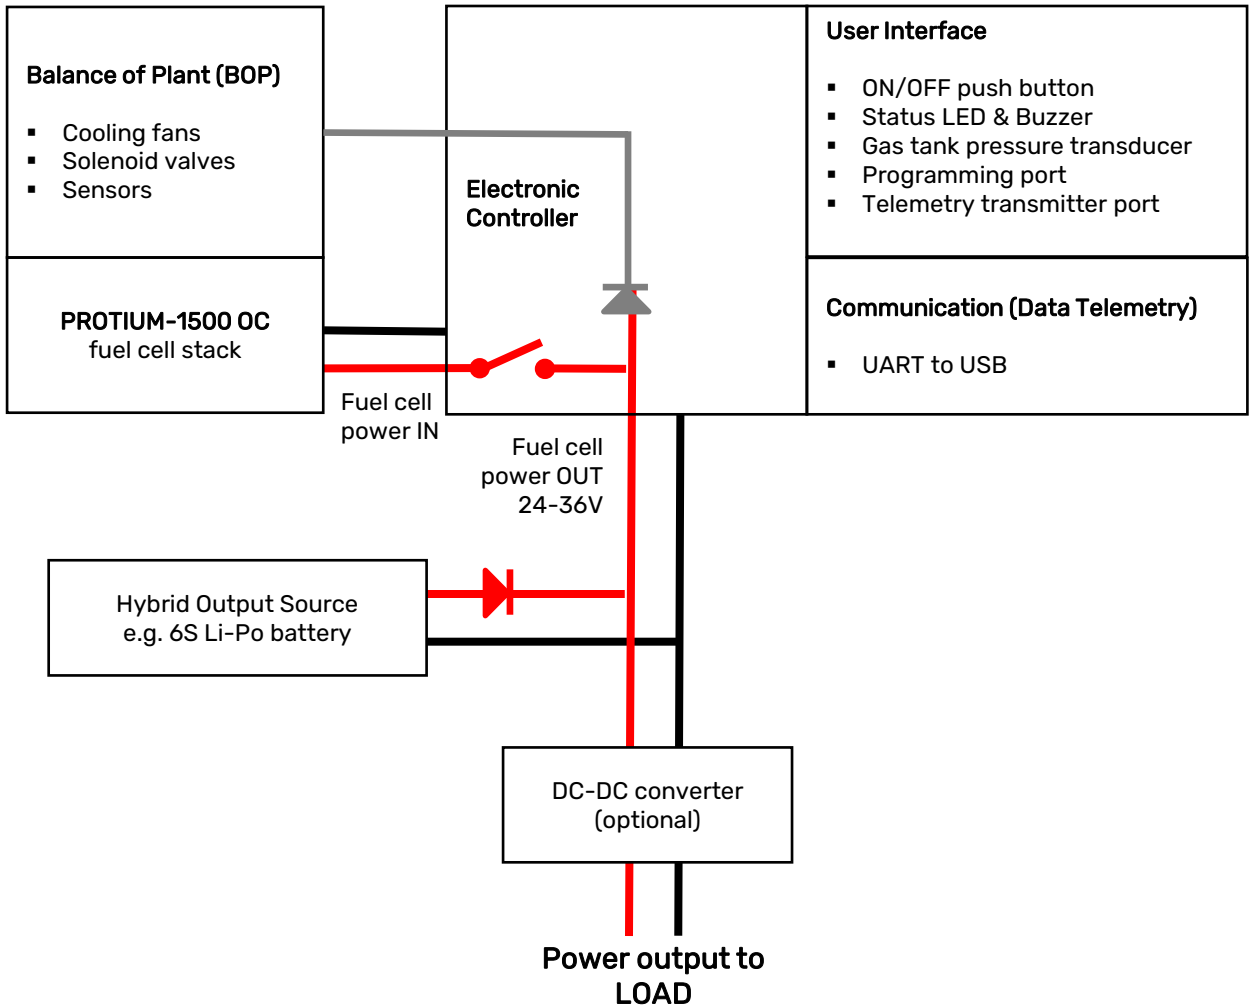 Balance of Plant (BOP)
▪ Cooling fans
▪ Solenoid valves
▪ Sensors
PROTIUM-1500 OC
fuel cell stack
Electronic
Controller
User Interface
▪ ON/OFF push button
▪ Status LED & Buzzer
▪ Gas tank pressure transducer
▪ Programming port
▪ Telemetry transmitter port
Communication (Data Telemetry)
▪ UART to USB
Fuel cell
power IN
Fuel cell
power OUT
24-36V
Hybrid Output Source
e.g. 6S Li-Po battery
DC-DC converter
(optional)
Power output to
LOAD